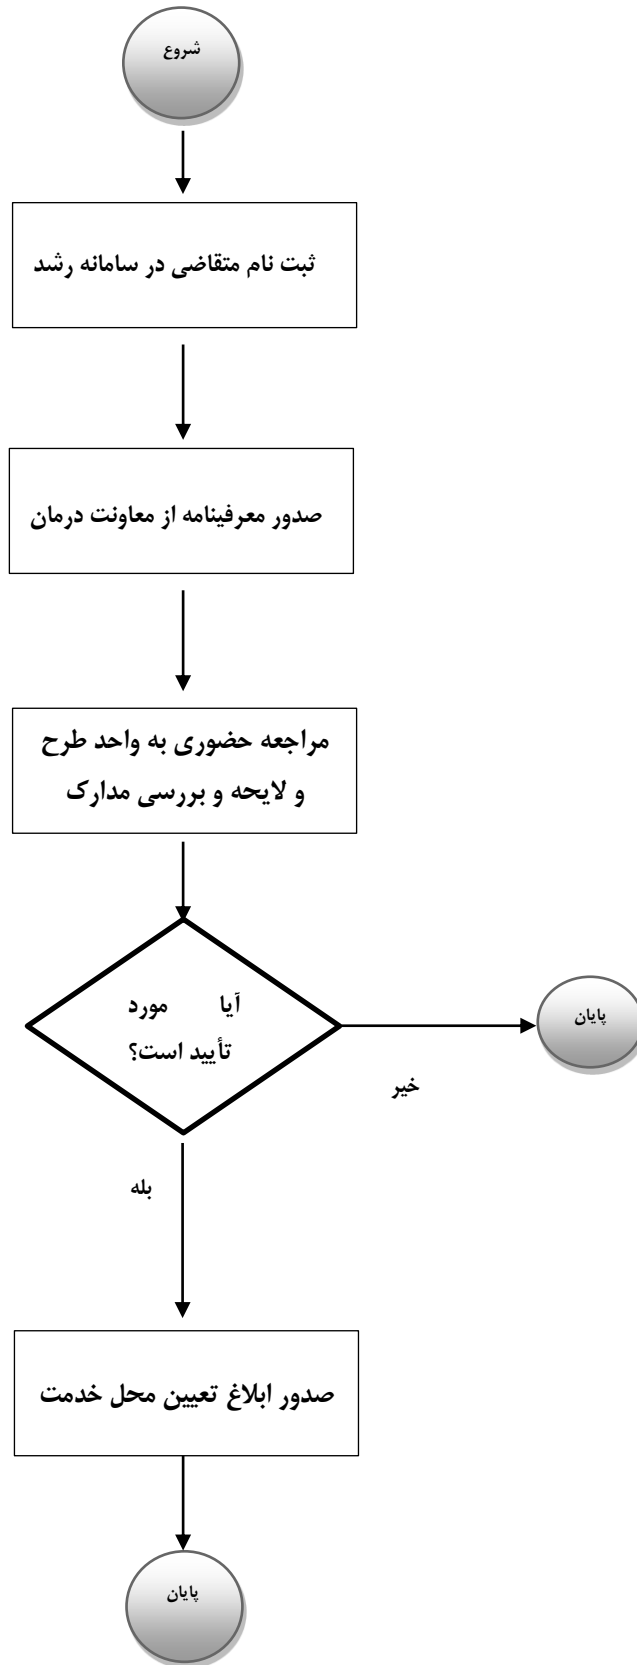 شروع
ثبت نام متقاضی در سامانه رشد
صدور معرفینامه از معاونت درمان
مراجعه حضوری به واحد طرح
و لایحه و بررسی مدارک
آیا مورد
تأیید است؟
پایان
خیر
بله
صدور ابلاغ تعیین محل خدمت
پایان